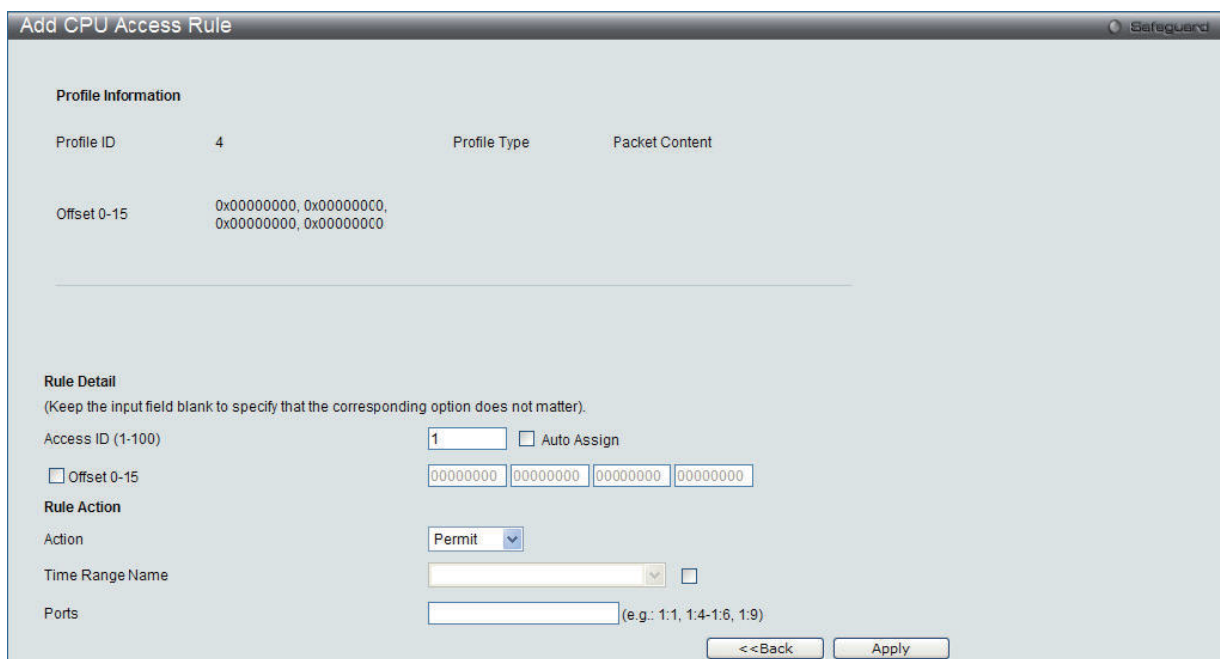 Add CPU Access Rule Safeguard
Profile Information
Profile ID 4 Profile Type Packet Content
Offset 0-15 0x00000000, 0x00000000,
0x00000000, 0x00000000
Rule Detail
(Keep the input field blank to specify that the corresponding option does not matter).
Access ID (1-100) 1 Auto Assign
Offset 0-15 00000000 00000000 00000000 00000000
Rule Action
Action Permit
Time Range Name
Ports (e.g.: 1:1, 1:4-1:6, 1:9)
<<Back Apply